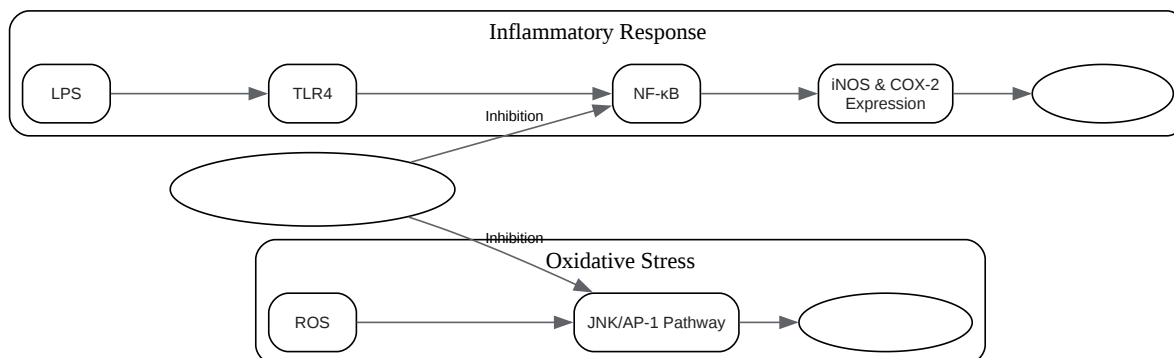 Inflammatory Response
LPS
TLR4
NF-κB
iNOS & COX-2
Expression
Inhibition
Inhibition
Oxidative Stress
ROS
JNK/AP-1 Pathway